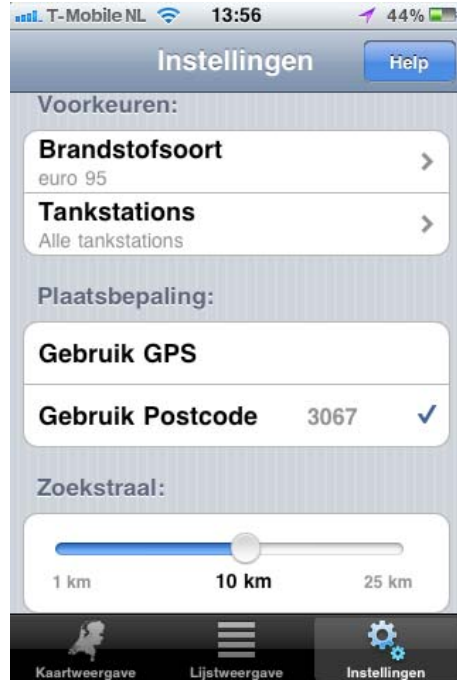 T-Mobile NL 13:56 44%
Instellingen Help
Voorkeuren:
Brandstofsoort
euro 95
Tankstations
Alle tankstations
Plaatsbepaling:
Gebruik GPS
Gebruik Postcode 3067
Zoekstraal:
1 km 10 km 25 km
Kaartweergave Lijstweergave Instellingen